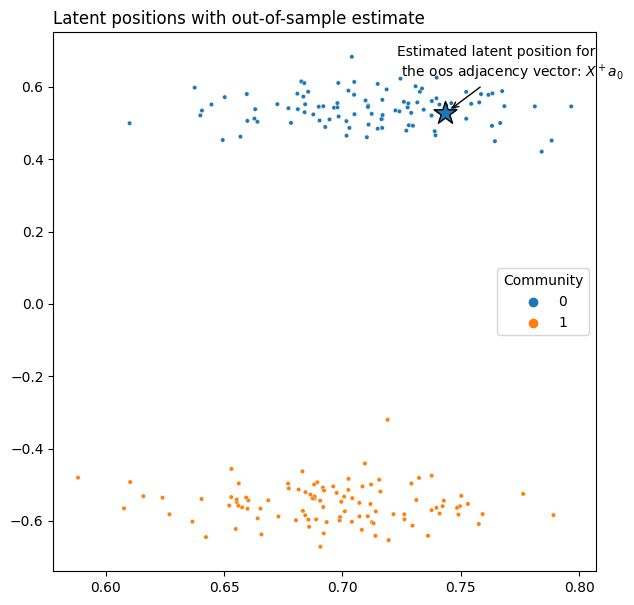 Latent positions with out-of-sample estimate
Estimated latent position for
the oos adjacency vector: $X^+a_0$
0.6
0.4
0.2
0.0
−0.2
−0.4
−0.6
Community
0
1
0.60 0.65 0.70 0.75 0.80